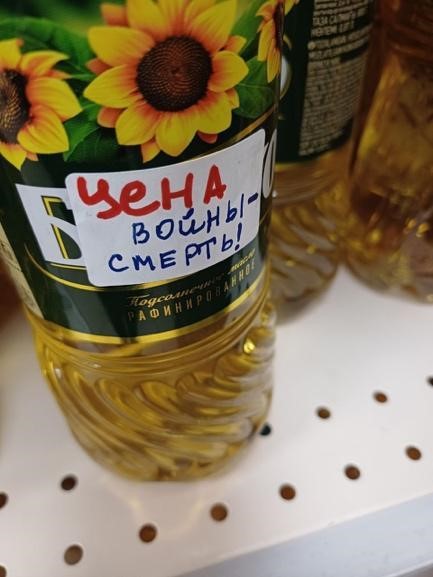 ЦЕНА
ВОЙНЫ-
СМЕРТЬ!
Подсолнечное масло
РАФИНИРОВАННОЕ